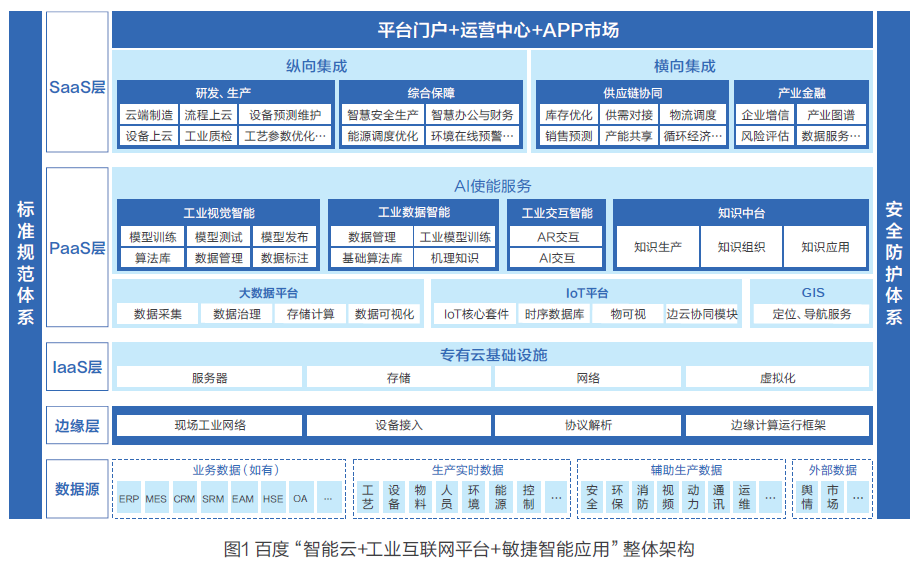 标准规范体系
安全防护体系
SaaS层
平台门户+运营中心+APP市场
纵向集成
研发、生产
云端制造 流程上云 设备预测维护
设备上云 工业质检 工艺参数优化…
综合保障
智慧安全生产 智慧办公与财务
能源调度优化 环境在线预警…
横向集成
供应链协同
库存优化 供需对接 物流调度
销售预测 产能共享 循环经济…
产业金融
企业增信 产业图谱
风险评估 数据服务…
PaaS层
AI使能服务
工业视觉智能
模型训练 模型测试 模型发布
算法库 数据管理 数据标注
工业数据智能
数据管理 工业模型训练
基础算法库 机理知识
工业交互智能
AR交互
AI交互
知识中台
知识生产 知识组织 知识应用
大数据平台
数据采集 数据治理 存储计算 数据可视化
IoT平台
IoT核心套件 时序数据库 物可视 边云协同模块
GIS
定位、导航服务
IaaS层
专有云基础设施
服务器 存储 网络 虚拟化
边缘层
现场工业网络 设备接入 协议解析 边缘计算运行框架
数据源
业务数据(如有)
ERP MES CRM SRM EAM HSE OA …
生产实时数据
工艺 设备 物料 人员 环境 能源 控制 …
辅助生产数据
安全 环保 消防 视频 动力 通讯 运维 …
外部数据
舆情 市场 …
图1 百度“智能云+工业互联网平台+敏捷智能应用”整体架构